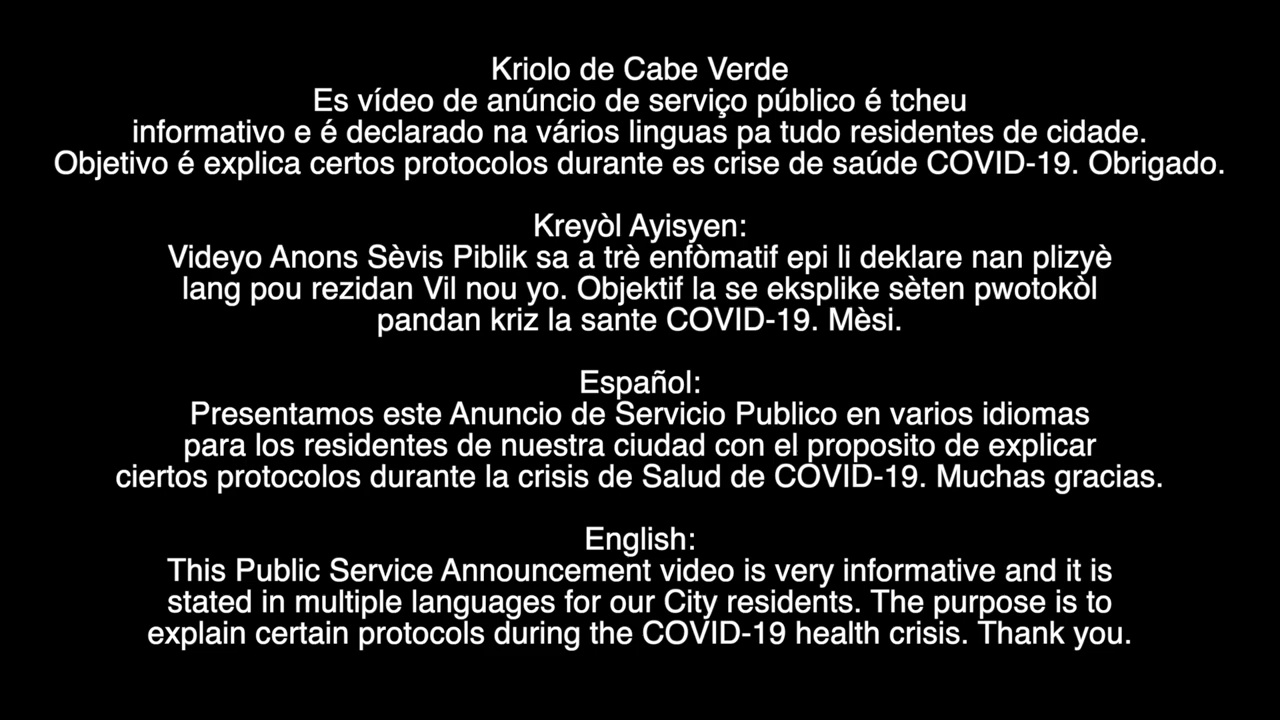 Kriolo de Cabe Verde
Es vídeo de anúncio de serviço público é tcheu
informativo e é declarado na vários linguas pa tudo residentes de cidade.
Objetivo é explica certos protocolos durante es crise de saúde COVID-19. Obrigado.
Kreyòl Ayisyen:
Videyo Anons Sèvis Piblik sa a trè enfòmatif epi li deklare nan plizyè
lang pou rezidan Vil nou yo. Objektif la se eksplike sèten pwotokòl
pandan kriz la sante COVID-19. Mèsi.
Español:
Presentamos este Anuncio de Servicio Publico en varios idiomas
para los residentes de nuestra ciudad con el proposito de explicar
ciertos protocolos durante la crisis de Salud de COVID-19. Muchas gracias.
English:
This Public Service Announcement video is very informative and it is
stated in multiple languages for our City residents. The purpose is to
explain certain protocols during the COVID-19 health crisis. Thank you.